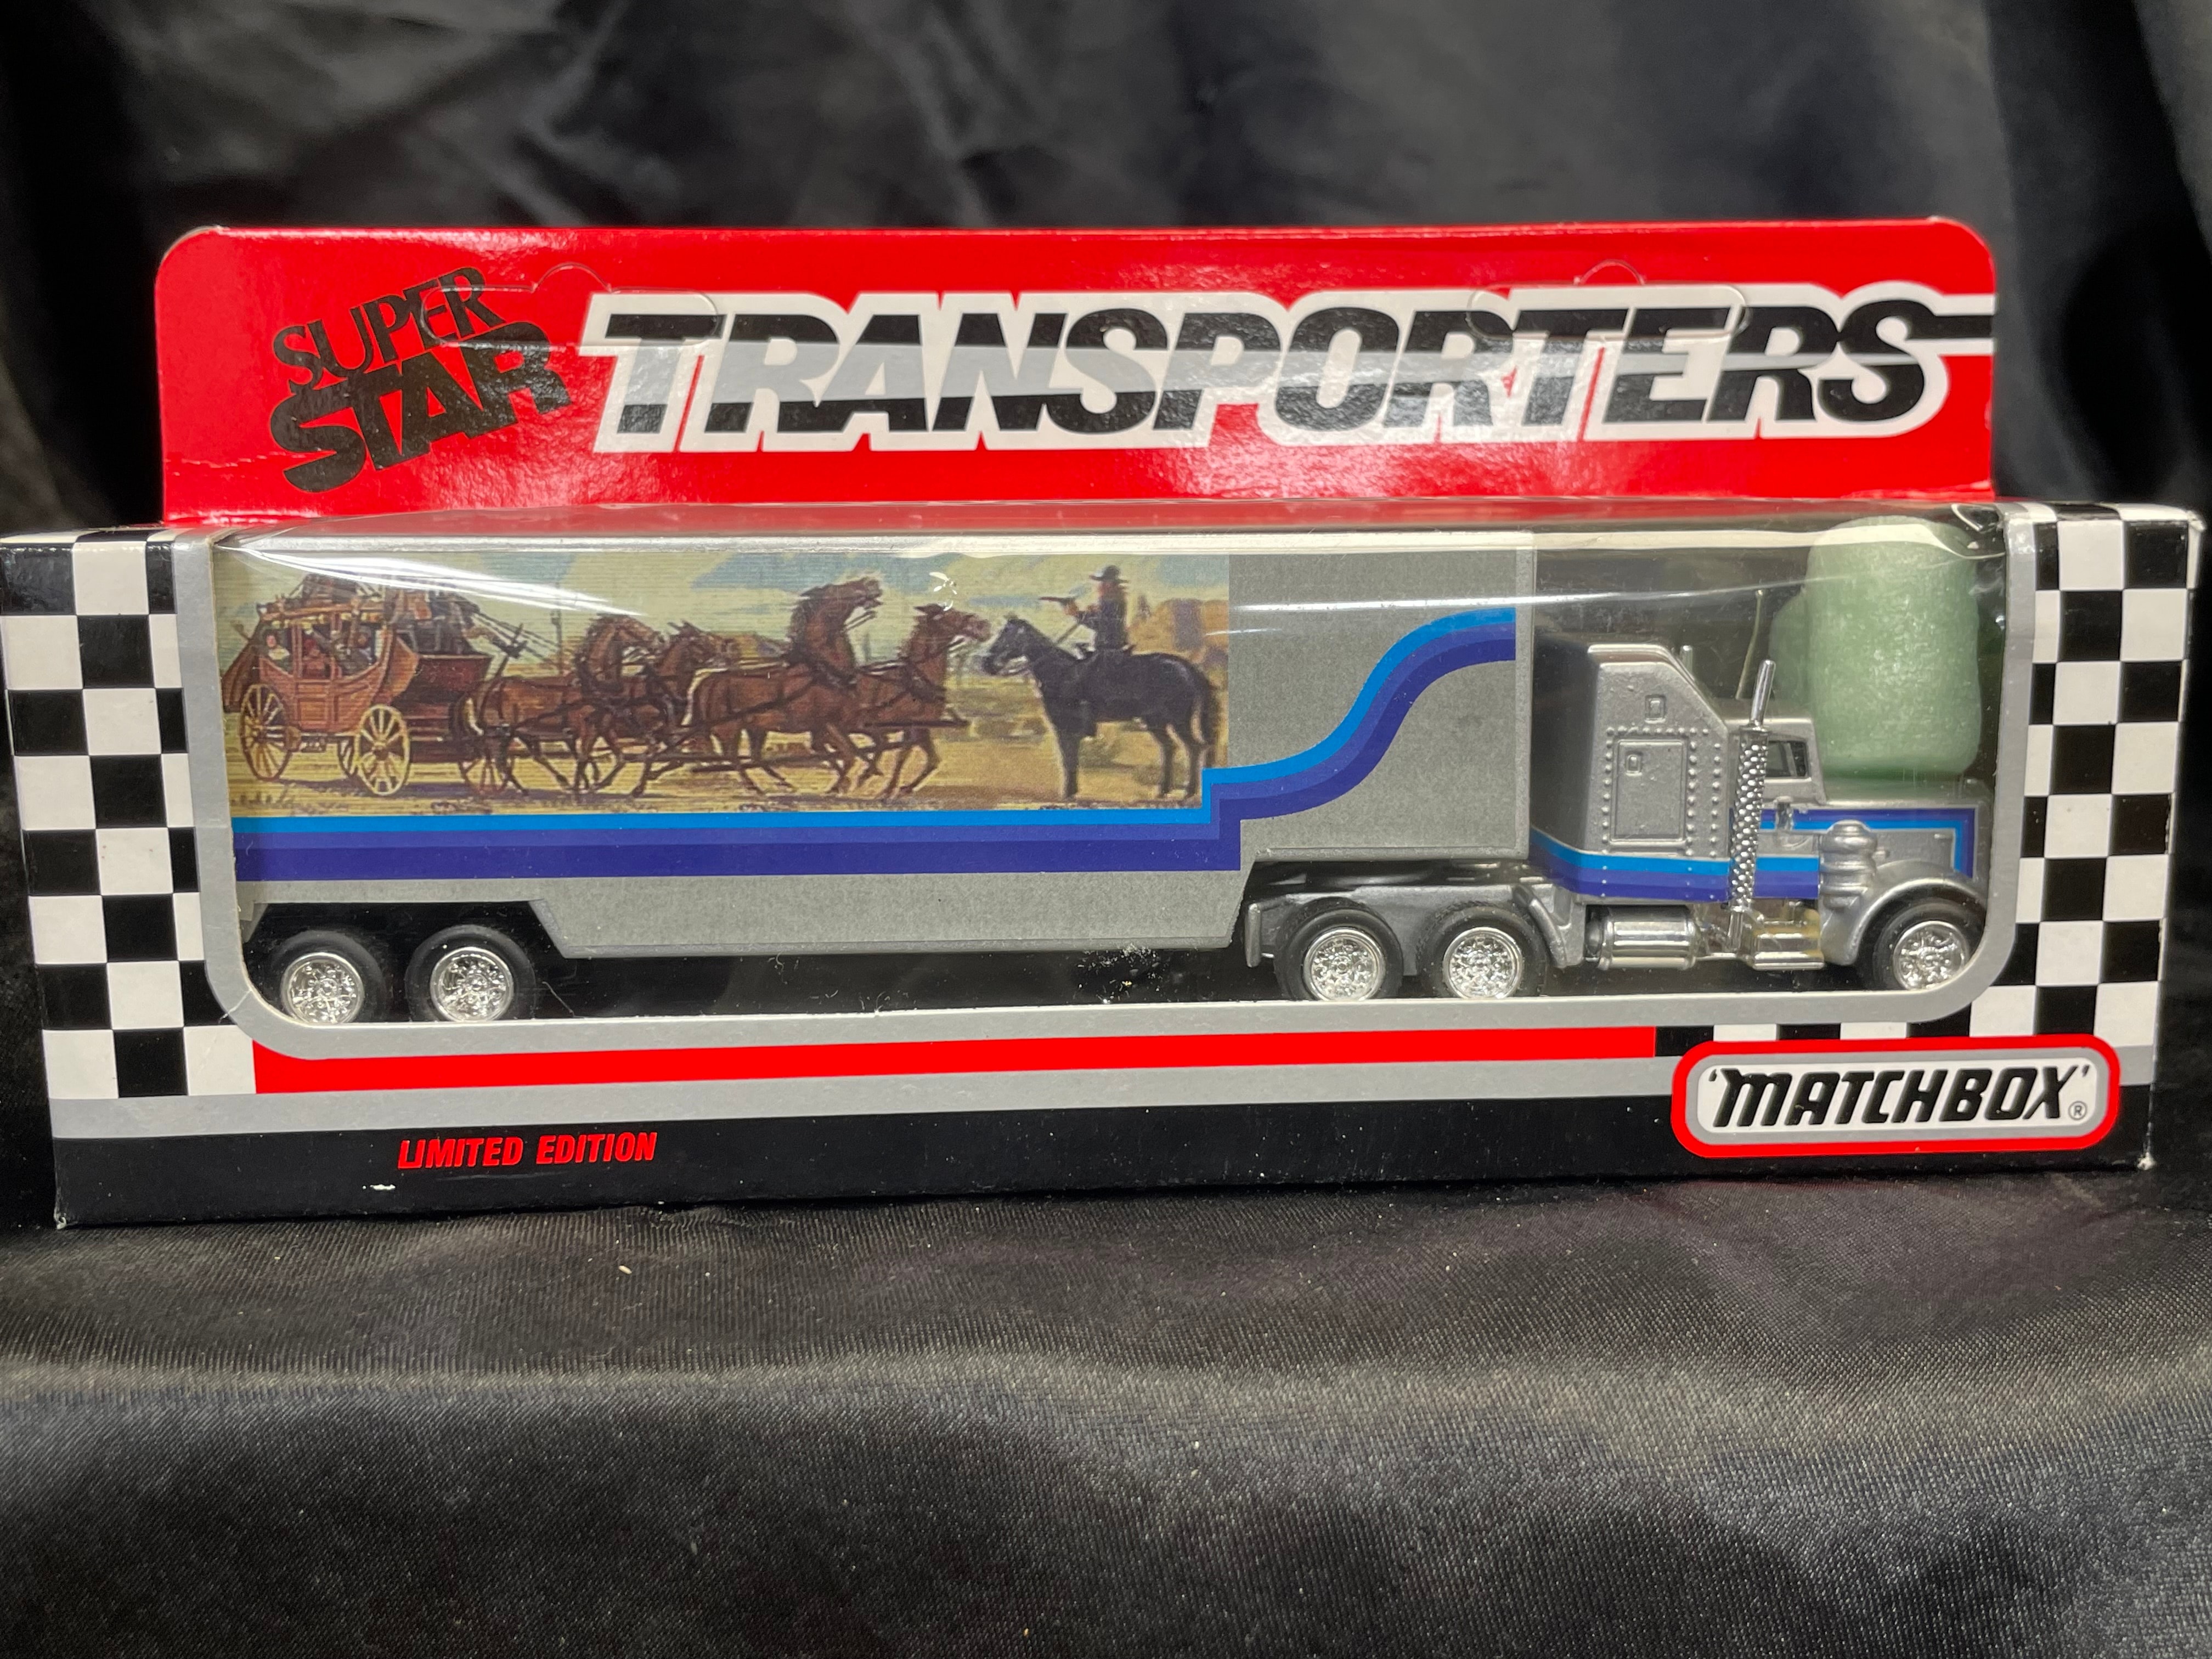 SUPER
STAR
TRANSPORTERS
LIMITED EDITION
'MATCHBOX'®